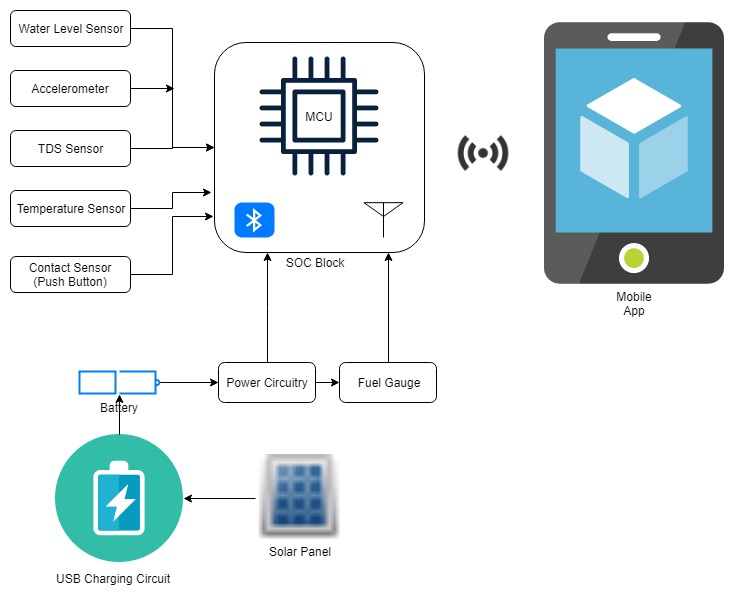 Water Level Sensor
Accelerometer
TDS Sensor
Temperature Sensor
Contact Sensor
(Push Button)
MCU
SOC Block
Mobile
App
Power Circuitry
Fuel Gauge
Battery
Solar Panel
USB Charging Circuit